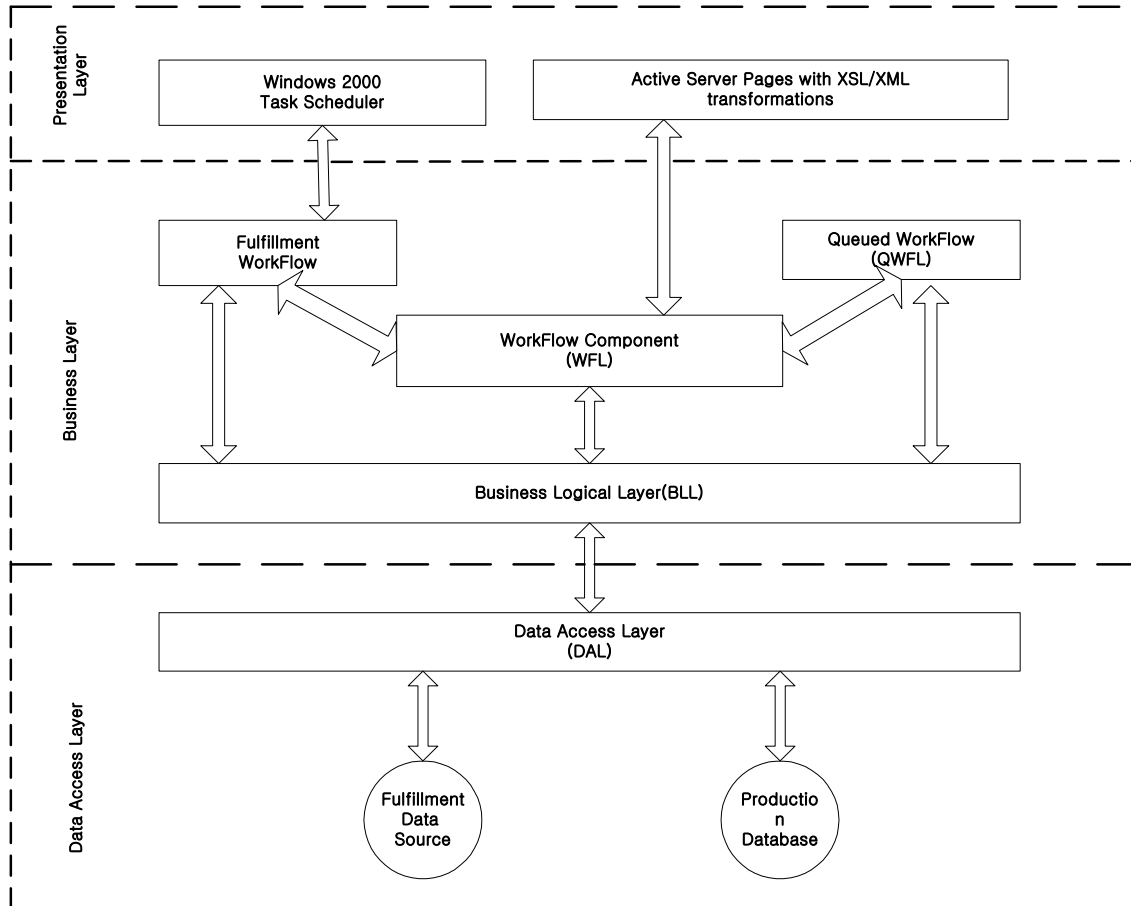 Presentation
Layer
Windows 2000
Task Scheduler
Active Server Pages with XSL/XML
transformations
Business Layer
Fulfillment
WorkFlow
Queued WorkFlow
(QWFL)
WorkFlow Component
(WFL)
Business Logical Layer(BLL)
Data Access Layer
Data Access Layer
(DAL)
Fulfillment
Data
Source
Productio
n
Database